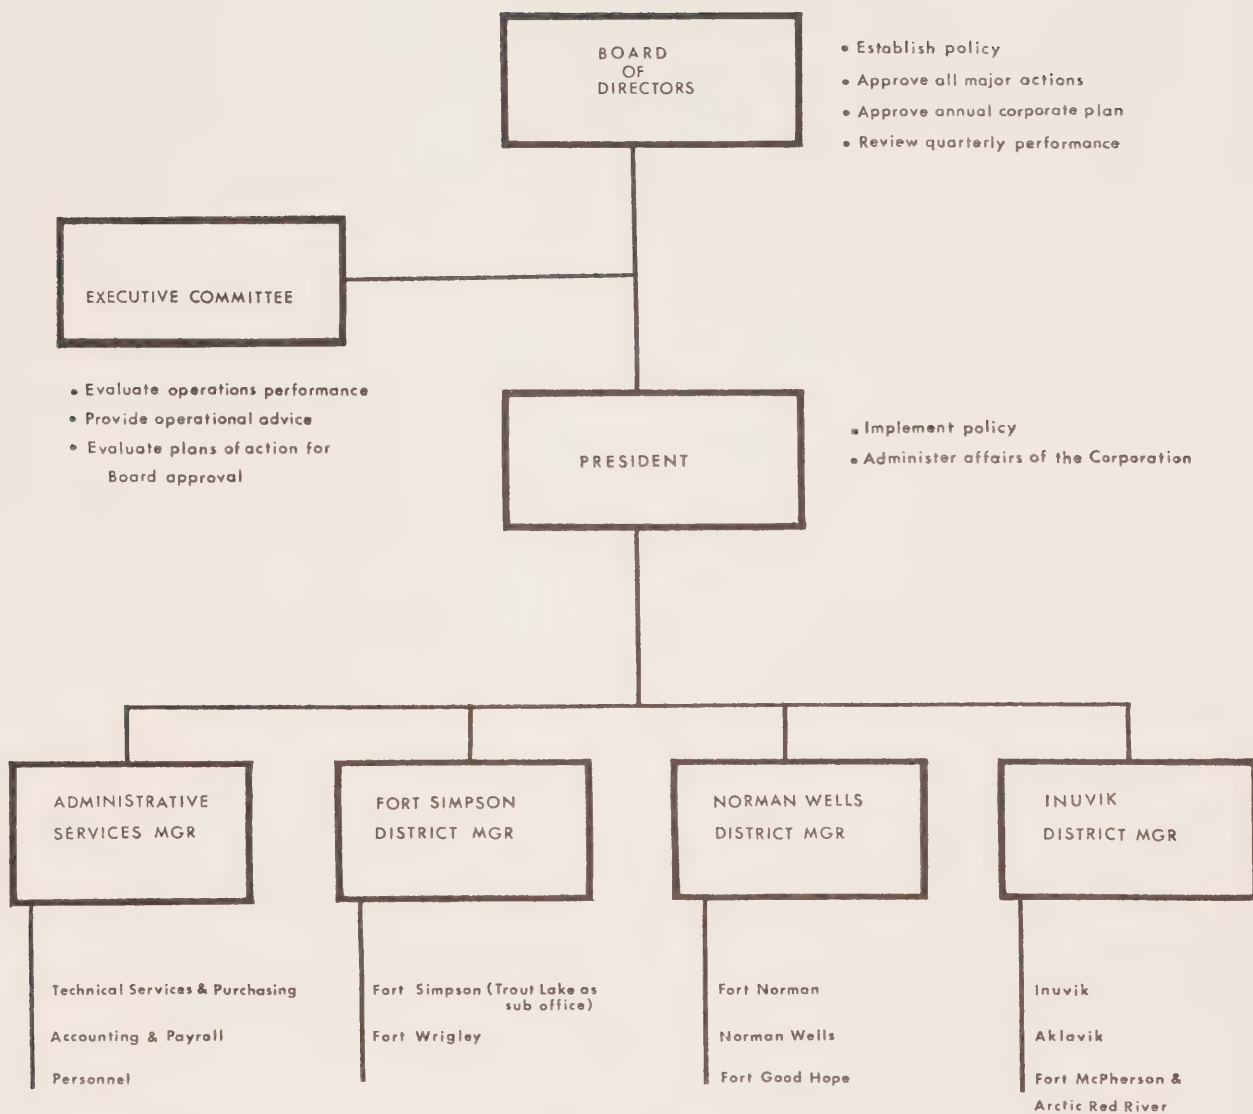 BOARD
OF
DIRECTORS
• Establish policy
• Approve all major actions
• Approve annual corporate plan
• Review quarterly performance
EXECUTIVE COMMITTEE
• Evaluate operations performance
• Provide operational advice
• Evaluate plans of action for
Board approval
PRESIDENT
• Implement policy
• Administer affairs of the Corporation
ADMINISTRATIVE
SERVICES MGR
Technical Services & Purchasing
Accounting & Payroll
Personnel
FORT SIMPSON
DISTRICT MGR
Fort Simpson (Trout Lake as
sub office)
Fort Wrigley
NORMAN WELLS
DISTRICT MGR
Fort Norman
Norman Wells
Fort Good Hope
INUVIK
DISTRICT MGR
Inuvik
Aklavik
Fort McPherson &
Arctic Red River